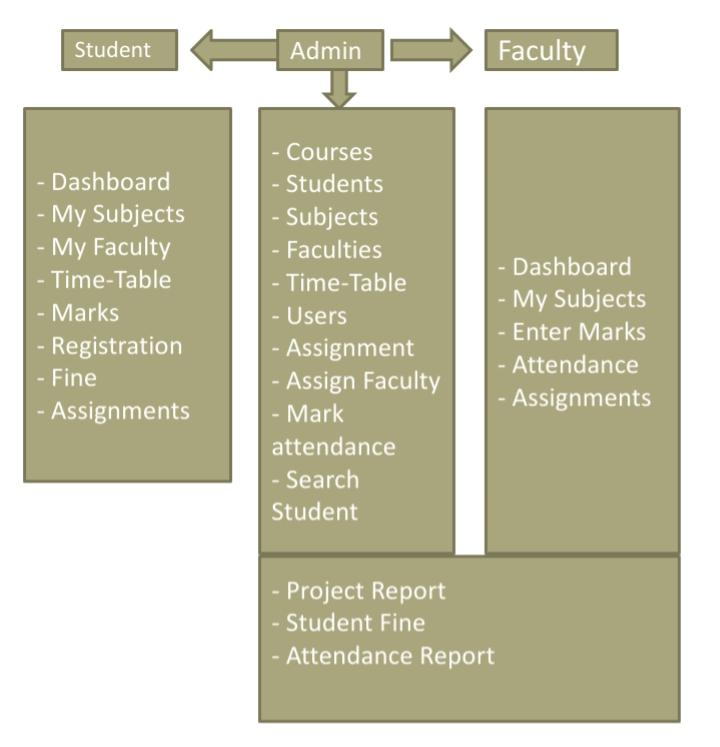 Student
Admin
Faculty
- Dashboard
- My Subjects
- My Faculty
- Time-Table
- Marks
- Registration
- Fine
- Assignments
- Courses
- Students
- Subjects
- Faculties
- Time-Table
- Users
- Assignment
- Assign Faculty
- Mark
attendance
- Search
Student
- Dashboard
- My Subjects
- Enter Marks
- Attendance
- Assignments
- Project Report
- Student Fine
- Attendance Report